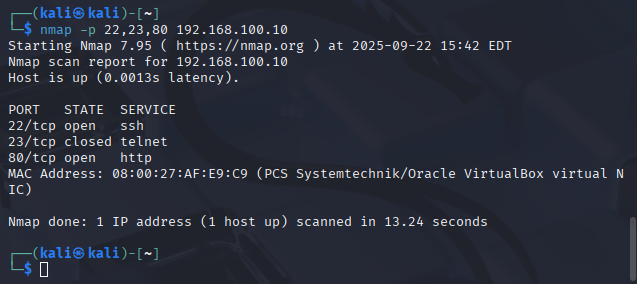 ┌──(kali㉿kali)-[~]
└─$ nmap -p 22,23,80 192.168.100.10
Starting Nmap 7.95 ( https://nmap.org ) at 2025-09-22 15:42 EDT
Nmap scan report for 192.168.100.10
Host is up (0.0013s latency).

PORT   STATE  SERVICE
22/tcp open   ssh
23/tcp closed telnet
80/tcp open   http
MAC Address: 08:00:27:AF:E9:C9 (PCS Systemtechnik/Oracle VirtualBox virtual N
IC)

Nmap done: 1 IP address (1 host up) scanned in 13.24 seconds

┌──(kali㉿kali)-[~]
└─$